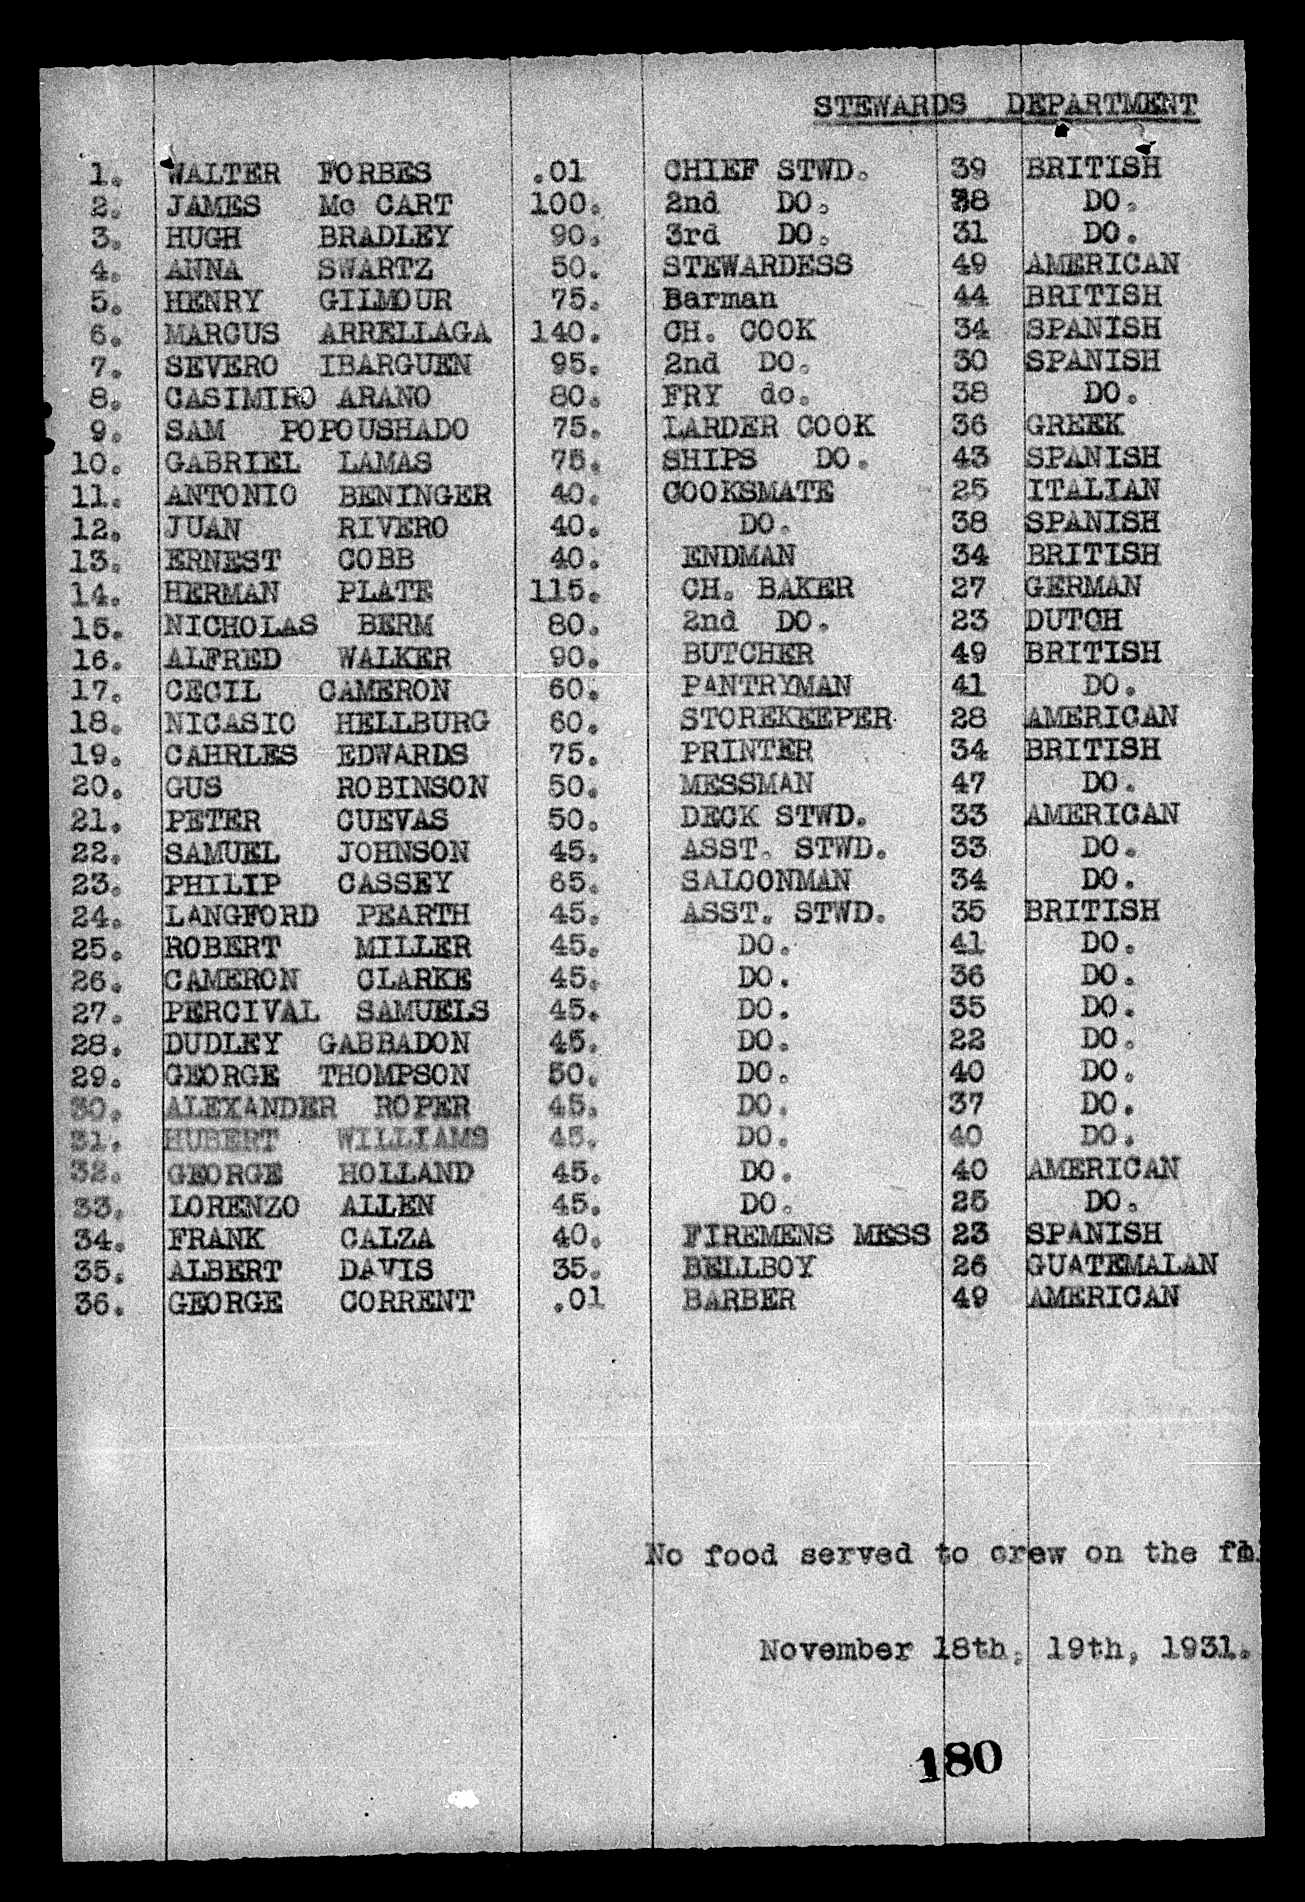 STEWARDS DEPARTMENT
1. WALTER FORBES .01 CHIEF STWD. 39 BRITISH
2. JAMES Mc CART 100. 2nd DO. 38 DO.
3. HUGH BRADLEY 90. 3rd DO. 31 DO.
4. ANNA SWARTZ 50. STEWARDESS 49 AMERICAN
5. HENRY GILMOUR 75. Barman 44 BRITISH
6. MARCUS ARRELLAGA 140. CH. COOK 34 SPANISH
7. SEVERO IBARGUEN 95. 2nd DO. 30 SPANISH
8. CASIMIRO ARANO 80. FRY do. 38 DO.
9. SAM POPOUSHADO 75. LARDER COOK 36 GREEK
10. GABRIEL LAMAS 75. SHIPS DO. 43 SPANISH
11. ANTONIO BENINGER 40. COOKSMATE 25 ITALIAN
12. JUAN RIVERO 40. DO. 38 SPANISH
13. ERNEST COBB 40. ENDMAN 34 BRITISH
14. HERMAN PLATE 115. CH. BAKER 27 GERMAN
15. NICHOLAS BERM 80. 2nd DO. 23 DUTCH
16. ALFRED WALKER 90. BUTCHER 49 BRITISH
17. CECIL CAMERON 60. PANTRYMAN 41 DO.
18. NICASIO HELLBURG 60. STOREKEEPER 28 AMERICAN
19. CAHRLES EDWARDS 75. PRINTER 34 BRITISH
20. GUS ROBINSON 50. MESSMAN 47 DO.
21. PETER CUEVAS 50. DECK STWD. 33 AMERICAN
22. SAMUEL JOHNSON 45. ASST. STWD. 33 DO.
23. PHILIP CASSEY 65. SALOONMAN 34 DO.
24. LANGFORD PEARTH 45. ASST. STWD. 35 BRITISH
25. ROBERT MILLER 45. DO. 41 DO.
26. CAMERON CLARKE 45. DO. 36 DO.
27. PERCIVAL SAMUELS 45. DO. 35 DO.
28. DUDLEY GABBADON 45. DO. 22 DO.
29. GEORGE THOMPSON 50. DO. 40 DO.
30. ALEXANDER ROPER 45. DO. 37 DO.
31. HUBERT WILLIAMS 45. DO. 40 DO.
32. GEORGE HOLLAND 45. DO. 40 AMERICAN
33. LORENZO ALLEN 45. DO. 25 DO.
34. FRANK CALZA 40. FIREMENS MESS 23 SPANISH
35. ALBERT DAVIS 35. BELLBOY 26 GUATEMALAN
36. GEORGE CORRENT .01 BARBER 49 AMERICAN
No food served to crew on the
November 18th, 19th, 1931.
180